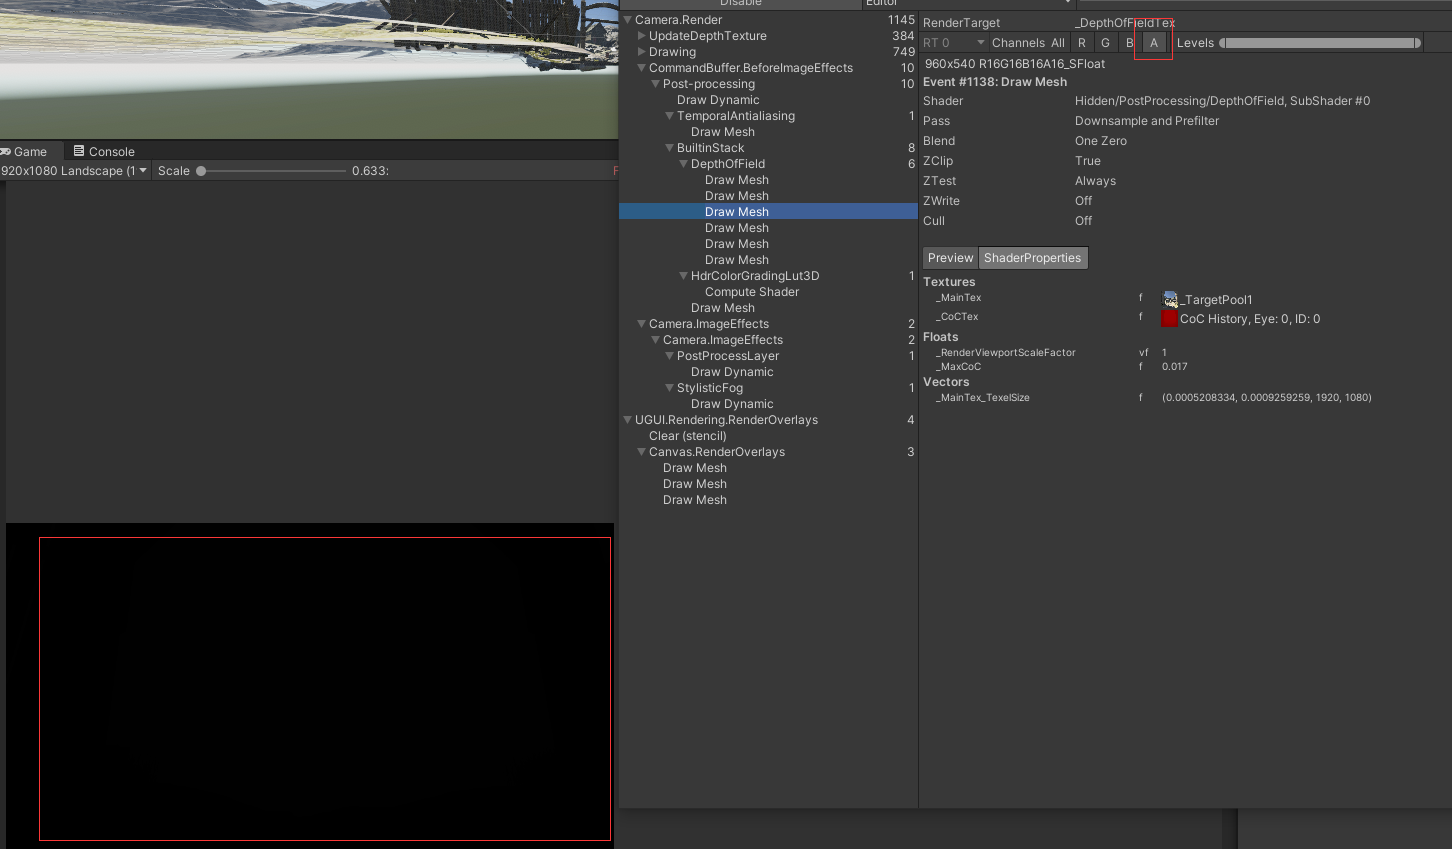 Disable
Editor
Camera.Render 1145
UpdateDepthTexture 384
Drawing 749
CommandBuffer.BeforeImageEffects 10
Post-processing 10
Draw Dynamic
TemporalAntialiasing 1
Draw Mesh
BuiltinStack 8
DepthOfField 6
Draw Mesh
Draw Mesh
Draw Mesh
Draw Mesh
Draw Mesh
Draw Mesh
HdrColorGradingLut3D 1
Compute Shader
Draw Mesh
Camera.ImageEffects 2
Camera.ImageEffects 2
PostProcessLayer 1
Draw Dynamic
StylisticFog 1
Draw Dynamic
UGUI.Rendering.RenderOverlays 4
Clear (stencil)
Canvas.RenderOverlays 3
Draw Mesh
Draw Mesh
Draw Mesh
RenderTarget _DepthOfFieldTex
RT 0 Channels All R G B A Levels
960x540 R16G16B16A16_SFloat
Event #1138: Draw Mesh
Shader Hidden/PostProcessing/DepthOfField, SubShader #0
Pass Downsample and Prefilter
Blend One Zero
ZClip True
ZTest Always
ZWrite Off
Cull Off
Preview ShaderProperties
Textures
_MainTex f _TargetPool1
_CoCTex f CoC History, Eye: 0, ID: 0
Floats
_RenderViewportScaleFactor vf 1
_MaxCoC f 0.017
Vectors
_MainTex_TexelSize f (0.0005208334, 0.0009259259, 1920, 1080)
Game Console
920x1080 Landscape (1 Scale 0.633: